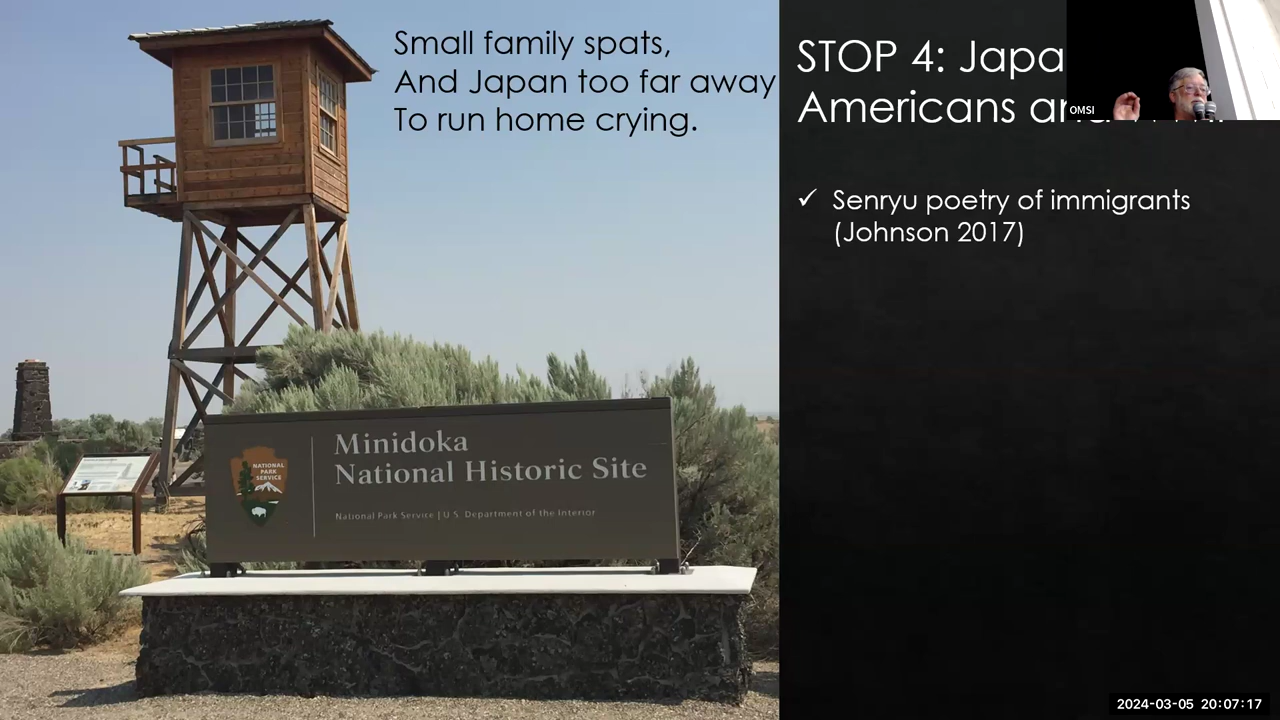 Small family spats,
And Japan too far away
To run home crying.
STOP 4: Japa
Americans
OMSI
✓ Senryu poetry of immigrants
(Johnson 2017)
Minidoka
National Historic Site
National Park Service | U.S. Department of the Interior
NATIONAL
PARK
SERVICE
2024-03-05 20:07:17